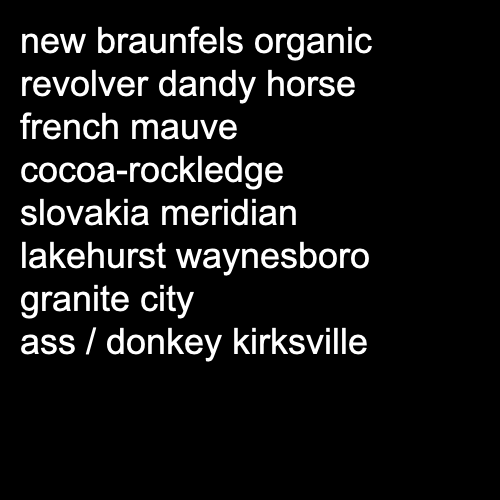 new braunfels organic
revolver dandy horse
french mauve
cocoa-rockledge
slovakia meridian
lakehurst waynesboro
granite city
ass / donkey kirksville